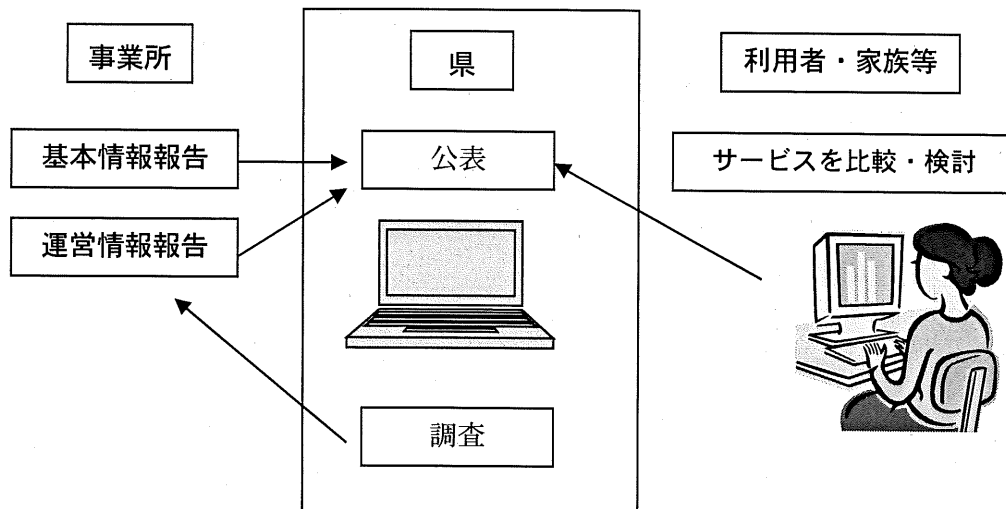 事業所
県
利用者・家族等
基本情報報告
公表
サービスを比較・検討
運営情報報告
調査